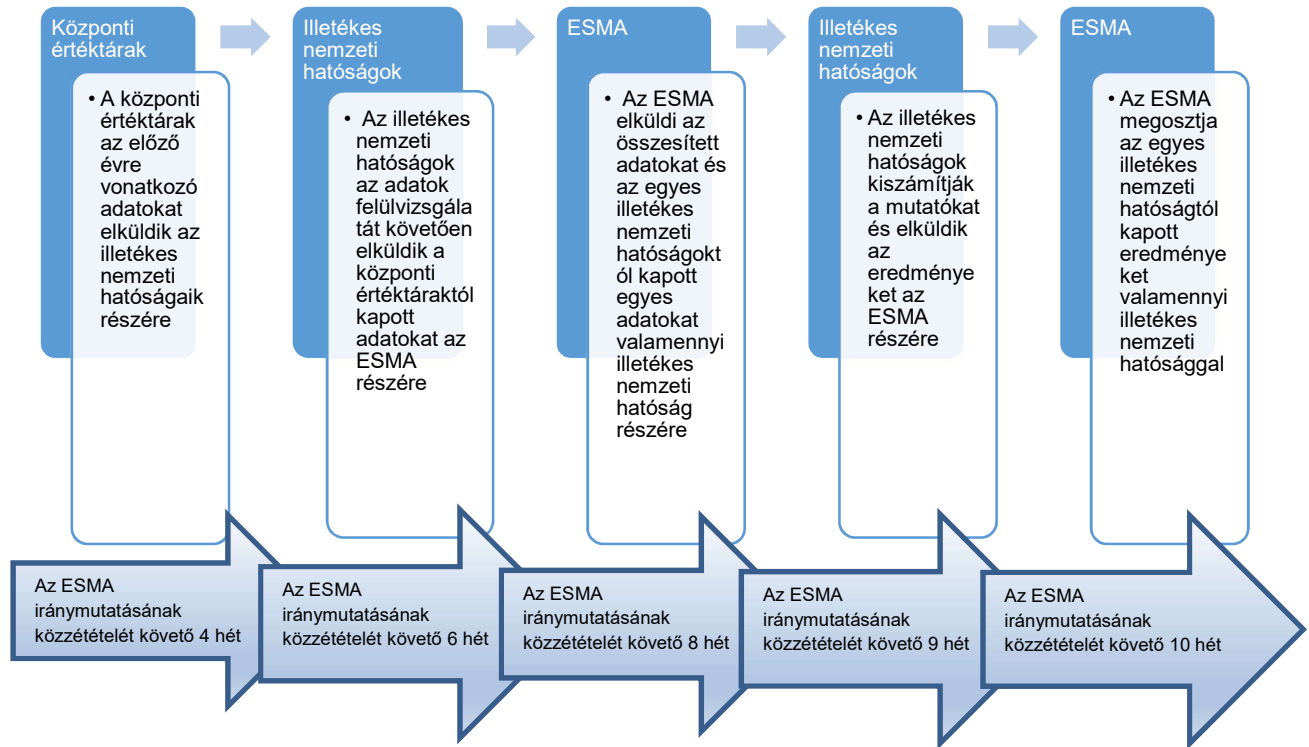 Központi
értéktárak
• A központi
értéktárak
az előző
évre
vonatkozó
adatokat
elküldik az
illetékes
nemzeti
hatóságaik
részére
Illetékes
nemzeti
hatóságok
• Az illetékes
nemzeti
hatóságok
az adatok
felülvizsgála
tát követően
elküldik a
központi
értéktáraktól
kapott
adatokat az
ESMA
részére
ESMA
• Az ESMA
elküldi az
összesített
adatokat és
az egyes
illetékes
nemzeti
hatóságokt
ól kapott
egyes
adatokat
valamennyi
illetékes
nemzeti
hatóság
részére
Illetékes
nemzeti
hatóságok
• Az illetékes
nemzeti
hatóságok
kiszámítják
a mutatókat
és elküldik
az
eredménye
ket az
ESMA
részére
ESMA
• Az ESMA
megosztja
az egyes
illetékes
nemzeti
hatóságtól
kapott
eredménye
ket
valamennyi
illetékes
nemzeti
hatósággal
Az ESMA
iránymutatásának
közzétételét követő 4 hét
Az ESMA
iránymutatásának
közzétételét követő 6 hét
Az ESMA
iránymutatásának
közzétételét követő 8 hét
Az ESMA
iránymutatásának
közzétételét követő 9 hét
Az ESMA
iránymutatásának
közzétételét követő 10 hét